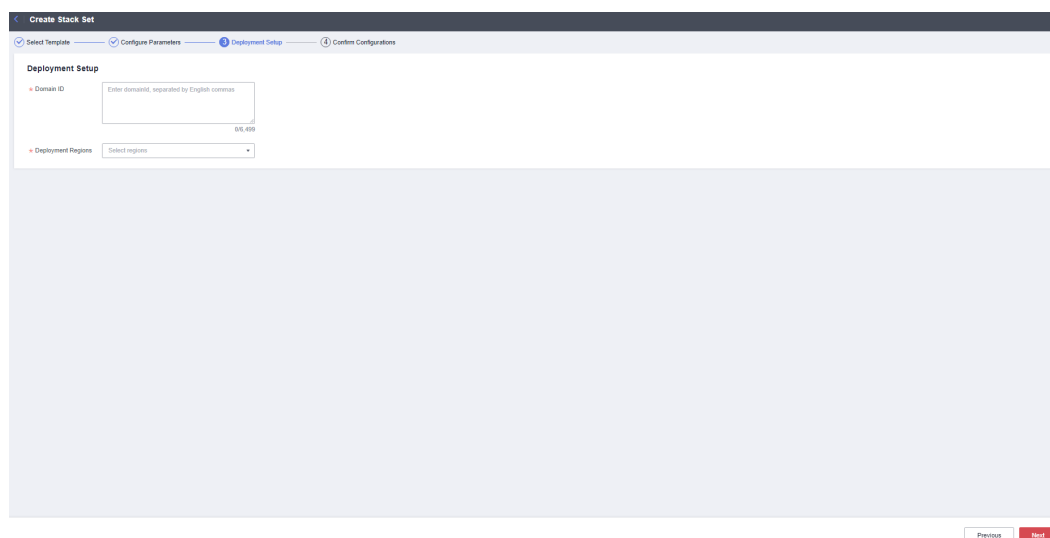 Create Stack Set
Select Template Configure Parameters 3 Deployment Setup 4 Confirm Configurations
Deployment Setup
* Domain ID Enter domainId, separated by English commas
0/6,499
* Deployment Regions Select regions
Previous Next